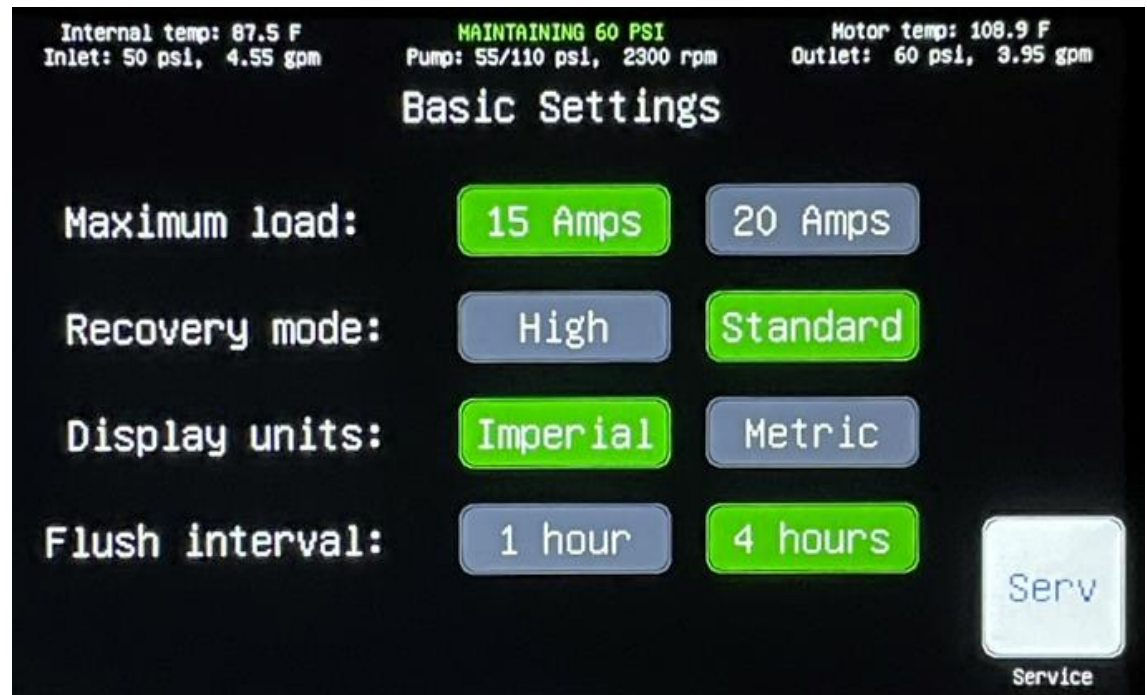 Internal temp: 87.5 F
Inlet: 50 psi, 4.55 gpm
MAINTAINING 60 PSI
Pump: 55/110 psi, 2300 rpm
Motor temp: 108.9 F
Outlet: 60 psi, 3.95 gpm
Basic Settings
Maximum load: 15 Amps 20 Amps
Recovery mode: High Standard
Display units: Imperial Metric
Flush interval: 1 hour 4 hours
Serv
Service